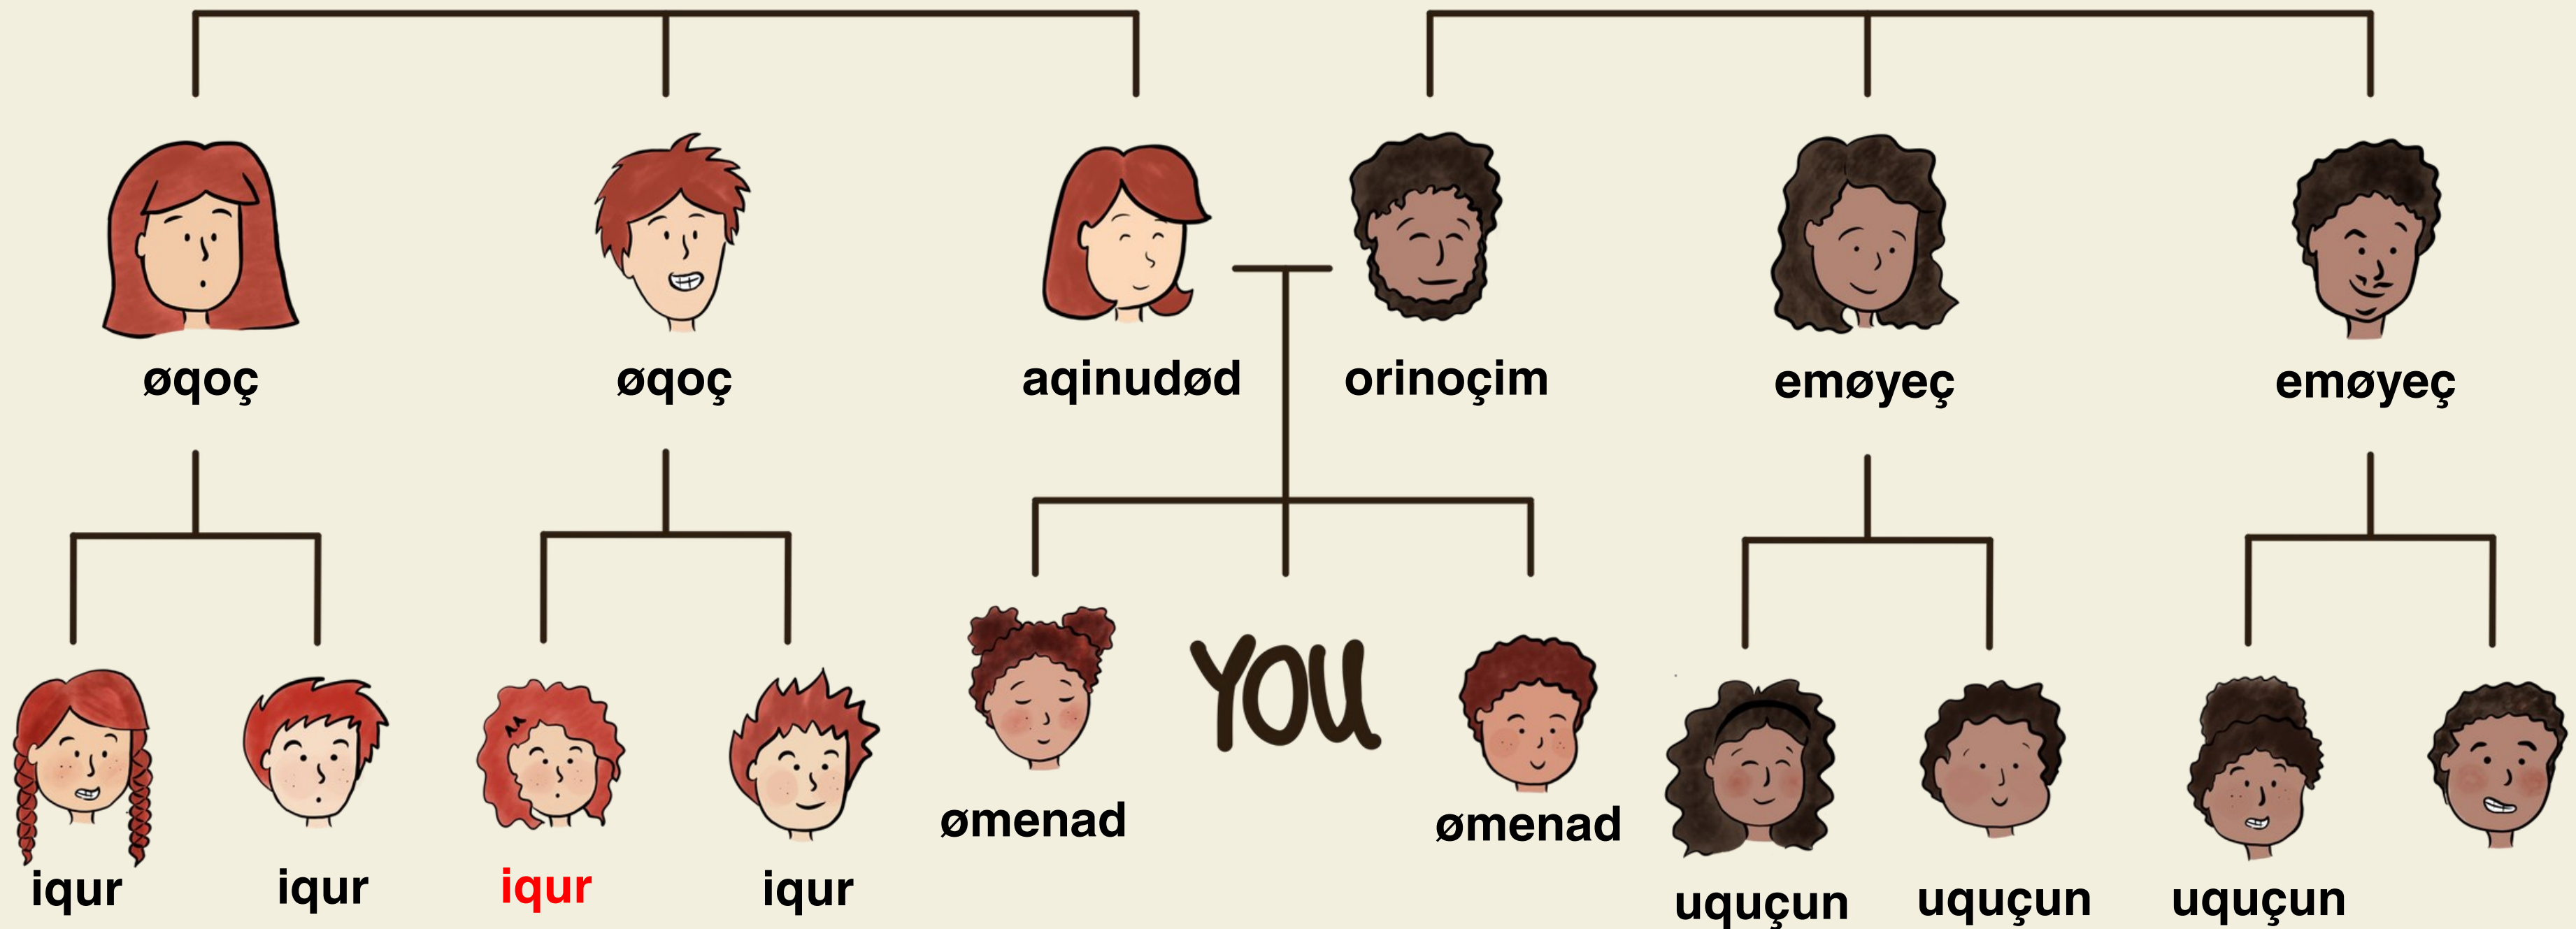 øqoç
øqoç
aqinudød
orinoçim
emøyeç
emøyeç
YOU
ømenad
ømenad
iqur
iqur
iqur
iqur
uquçun
uquçun
uquçun